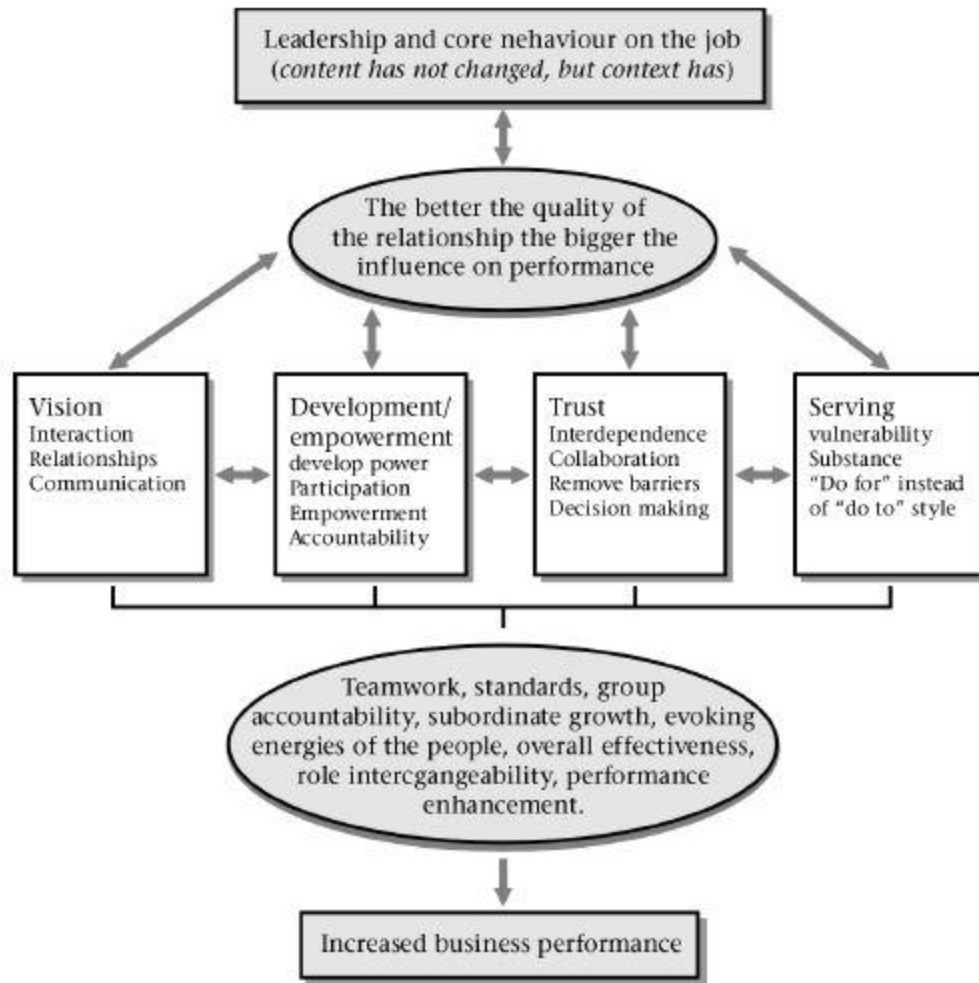 Leadership and core nehaviour on the job
(content has not changed, but context has)
The better the quality of
the relationship the bigger the
influence on performance
Vision
Interaction
Relationships
Communication
Development/
empowerment
develop power
Participation
Empowerment
Accountability
Trust
Interdependence
Collaboration
Remove barriers
Decision making
Serving
vulnerability
Substance
“Do for” instead
of “do to” style
Teamwork, standards, group
accountability, subordinate growth, evoking
energies of the people, overall effectiveness,
role intercgangeability, performance
enhancement.
Increased business performance